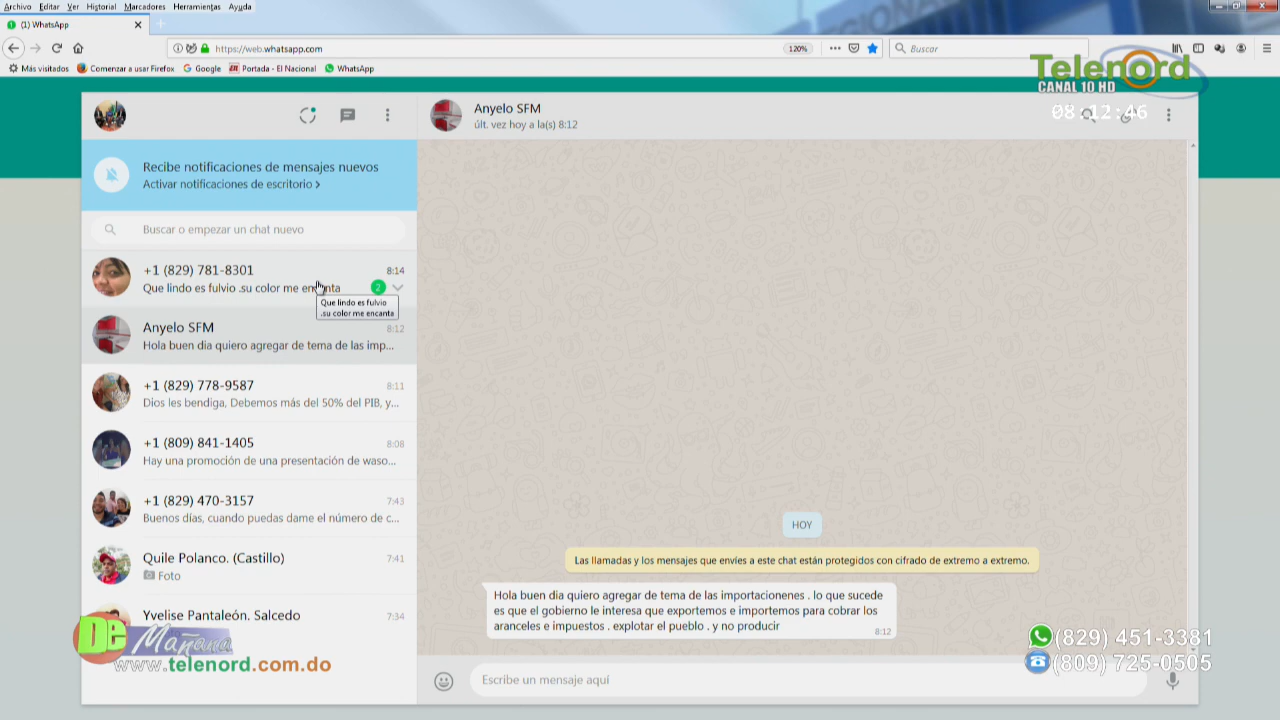 Archivo Editar Ver Historial Marcadores Herramientas Ayuda
(1) WhatsApp
https://web.whatsapp.com
120%
Buscar
Más visitados
Comenzar a usar Firefox
Google
Portada - El Nacional
WhatsApp
Telenord
CANAL 10 HD
08:12:46
Anyelo SFM
últ. vez hoy a la(s) 8:12
Recibe notificaciones de mensajes nuevos
Activar notificaciones de escritorio >
Buscar o empezar un chat nuevo
+1 (829) 781-8301
8:14
Que lindo es fulvio .su color me encanta
2
Que lindo es fulvio
.su color me encanta
Anyelo SFM
8:12
Hola buen dia quiero agregar de tema de las imp...
+1 (829) 778-9587
8:11
Dios les bendiga, Debemos más del 50% del PIB, y...
+1 (809) 841-1405
8:08
Hay una promoción de una presentación de waso...
+1 (829) 470-3157
7:43
Buenos días, cuando puedas dame el número de c...
Quile Polanco. (Castillo)
7:41
Foto
Yvelise Pantaleón. Salcedo
7:34
HOY
Las llamadas y los mensajes que envíes a este chat están protegidos con cifrado de extremo a extremo.
Hola buen dia quiero agregar de tema de las importacionenes . lo que sucede
es que el gobierno le interesa que exportemos e importemos para cobrar los
aranceles e impuestos . explotar el pueblo . y no producir
8:12
Escribe un mensaje aquí
De Mañana
www.telenord.com.do
(829) 451-3381
(809) 725-0505